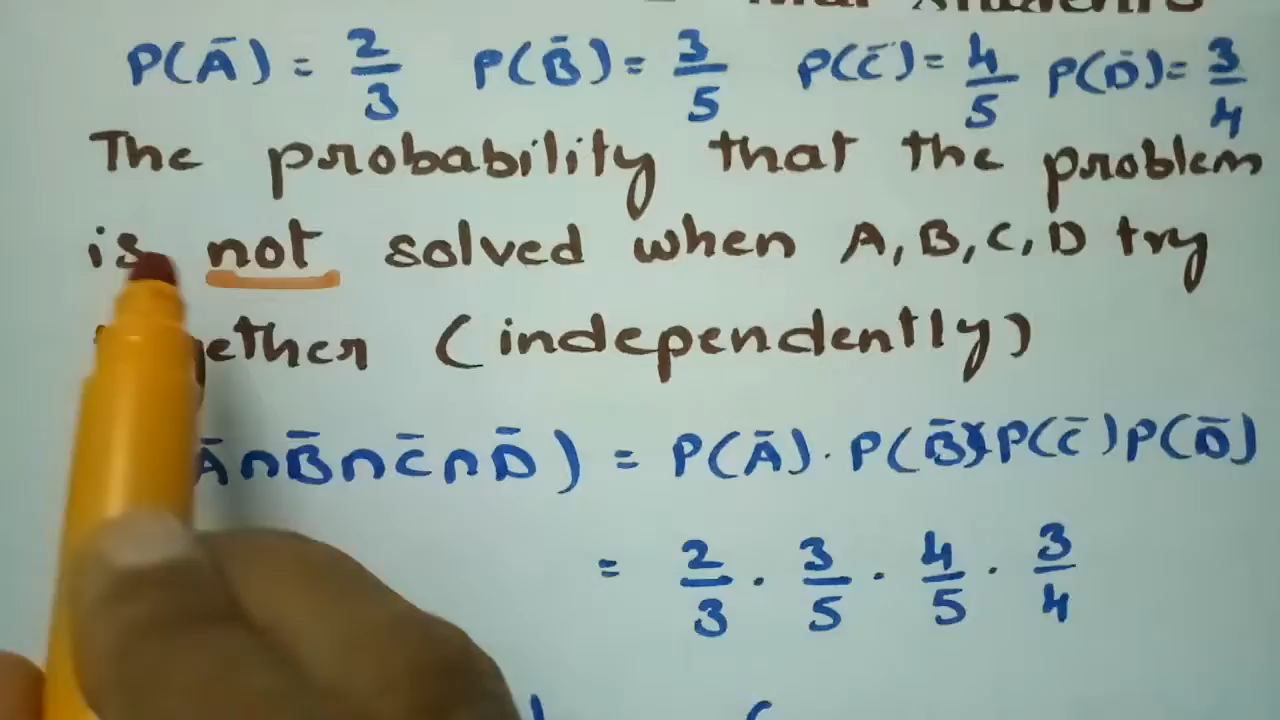 P(Ā) = 2/3 P(B̄) = 3/5 P(C̄) = 4/5 P(D̄) = 3/4
The probability that the problem
is not solved when A, B, C, D try
(independently)
Ā∩B̄∩C̄∩D̄) = P(Ā) . P(B̄) P(C̄) P(D̄)
= 2/3 . 3/5 . 4/5 . 3/4